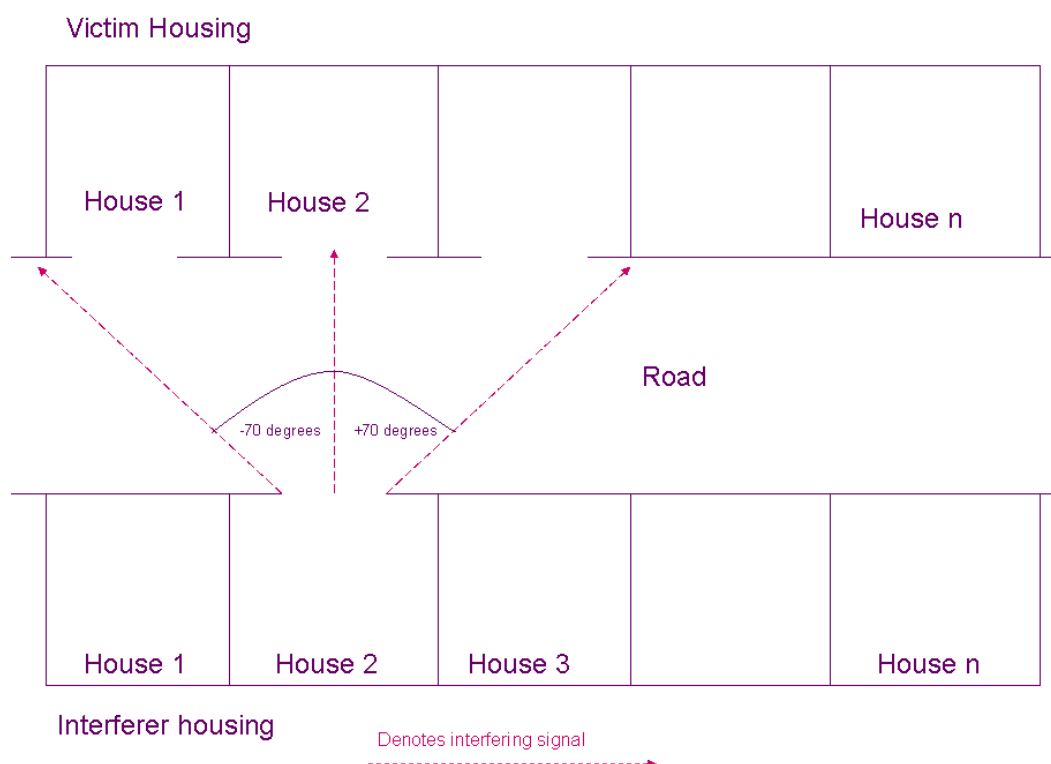 Victim Housing
House 1
House 2
House n
Road
-70 degrees
+70 degrees
House 1
House 2
House 3
House n
Interferer housing
Denotes interfering signal